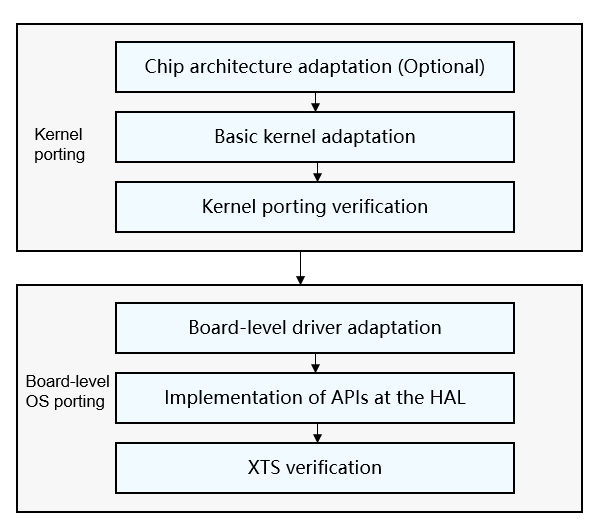 Chip architecture adaptation (Optional)
Kernel
porting
Basic kernel adaptation
Kernel porting verification
Board-level driver adaptation
Board-level
OS porting
Implementation of APIs at the HAL
XTS verification